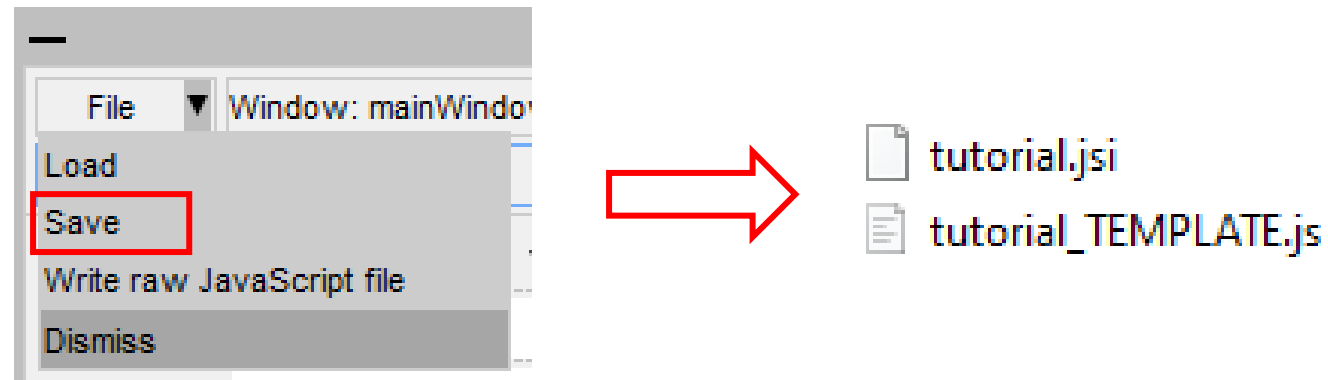 File ▼ Window: mainWindow
Load
Save
Write raw JavaScript file
Dismiss
tutorial.jsi
tutorial_TEMPLATE.js